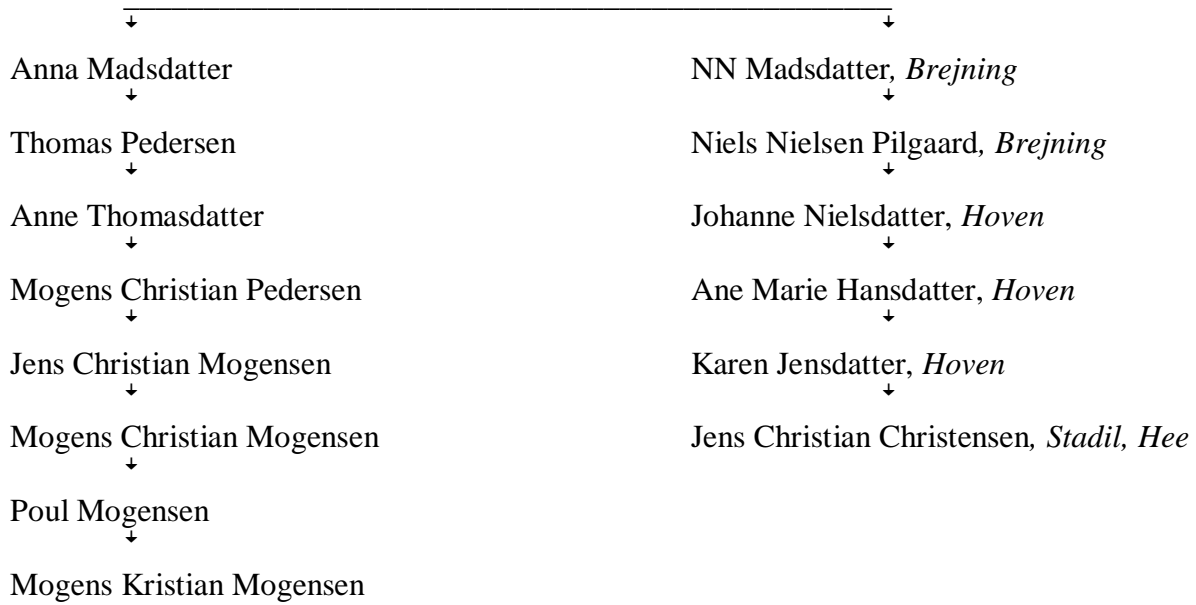 Anna Madsdatter NN Madsdatter, Brejning
Thomas Pedersen Niels Nielsen Pilgaard, Brejning
Anne Thomasdatter Johanne Nielsdatter, Hoven
Mogens Christian Pedersen Ane Marie Hansdatter, Hoven
Jens Christian Mogensen Karen Jensdatter, Hoven
Mogens Christian Mogensen Jens Christian Christensen, Stadil, Hee
Poul Mogensen
Mogens Kristian Mogensen